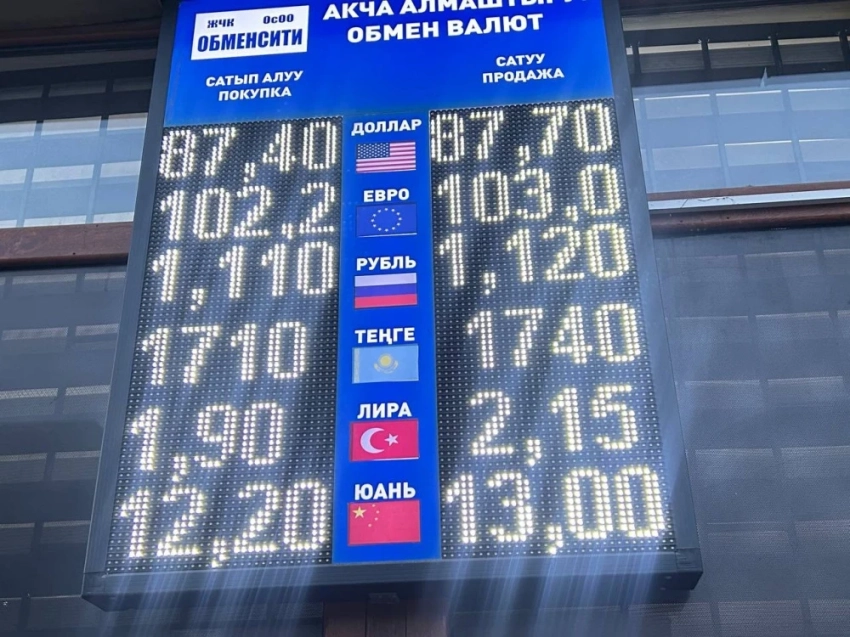 ЖЧК ОсОО
ОБМЕНСИТИ
АКЧА АЛМАШТЫР
ОБМЕН ВАЛЮТ
САТЫП АЛУУ
ПОКУПКА
САТУУ
ПРОДАЖА
87,40 ДОЛЛАР 87,70
102,2 ЕВРО 103,0
1,110 РУБЛЬ 1,120
1710 ТЕҢГЕ 1740
1,90 ЛИРА 2,15
12,20 ЮАНЬ 13,00